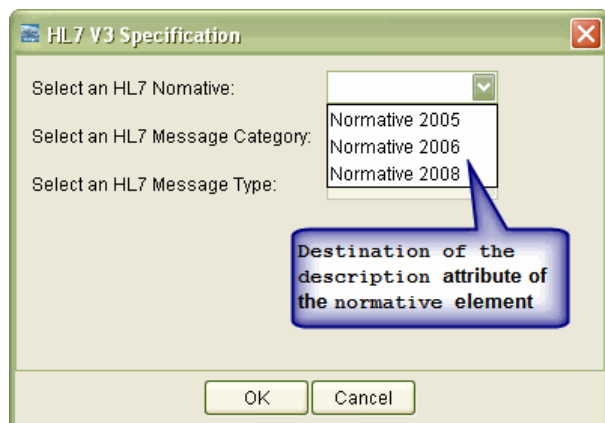 HL7 V3 Specification
Select an HL7 Nomative:
Normative 2005
Select an HL7 Message Category:
Normative 2006
Select an HL7 Message Type:
Normative 2008
Destination of the
description attribute of
the normative element
OK
Cancel